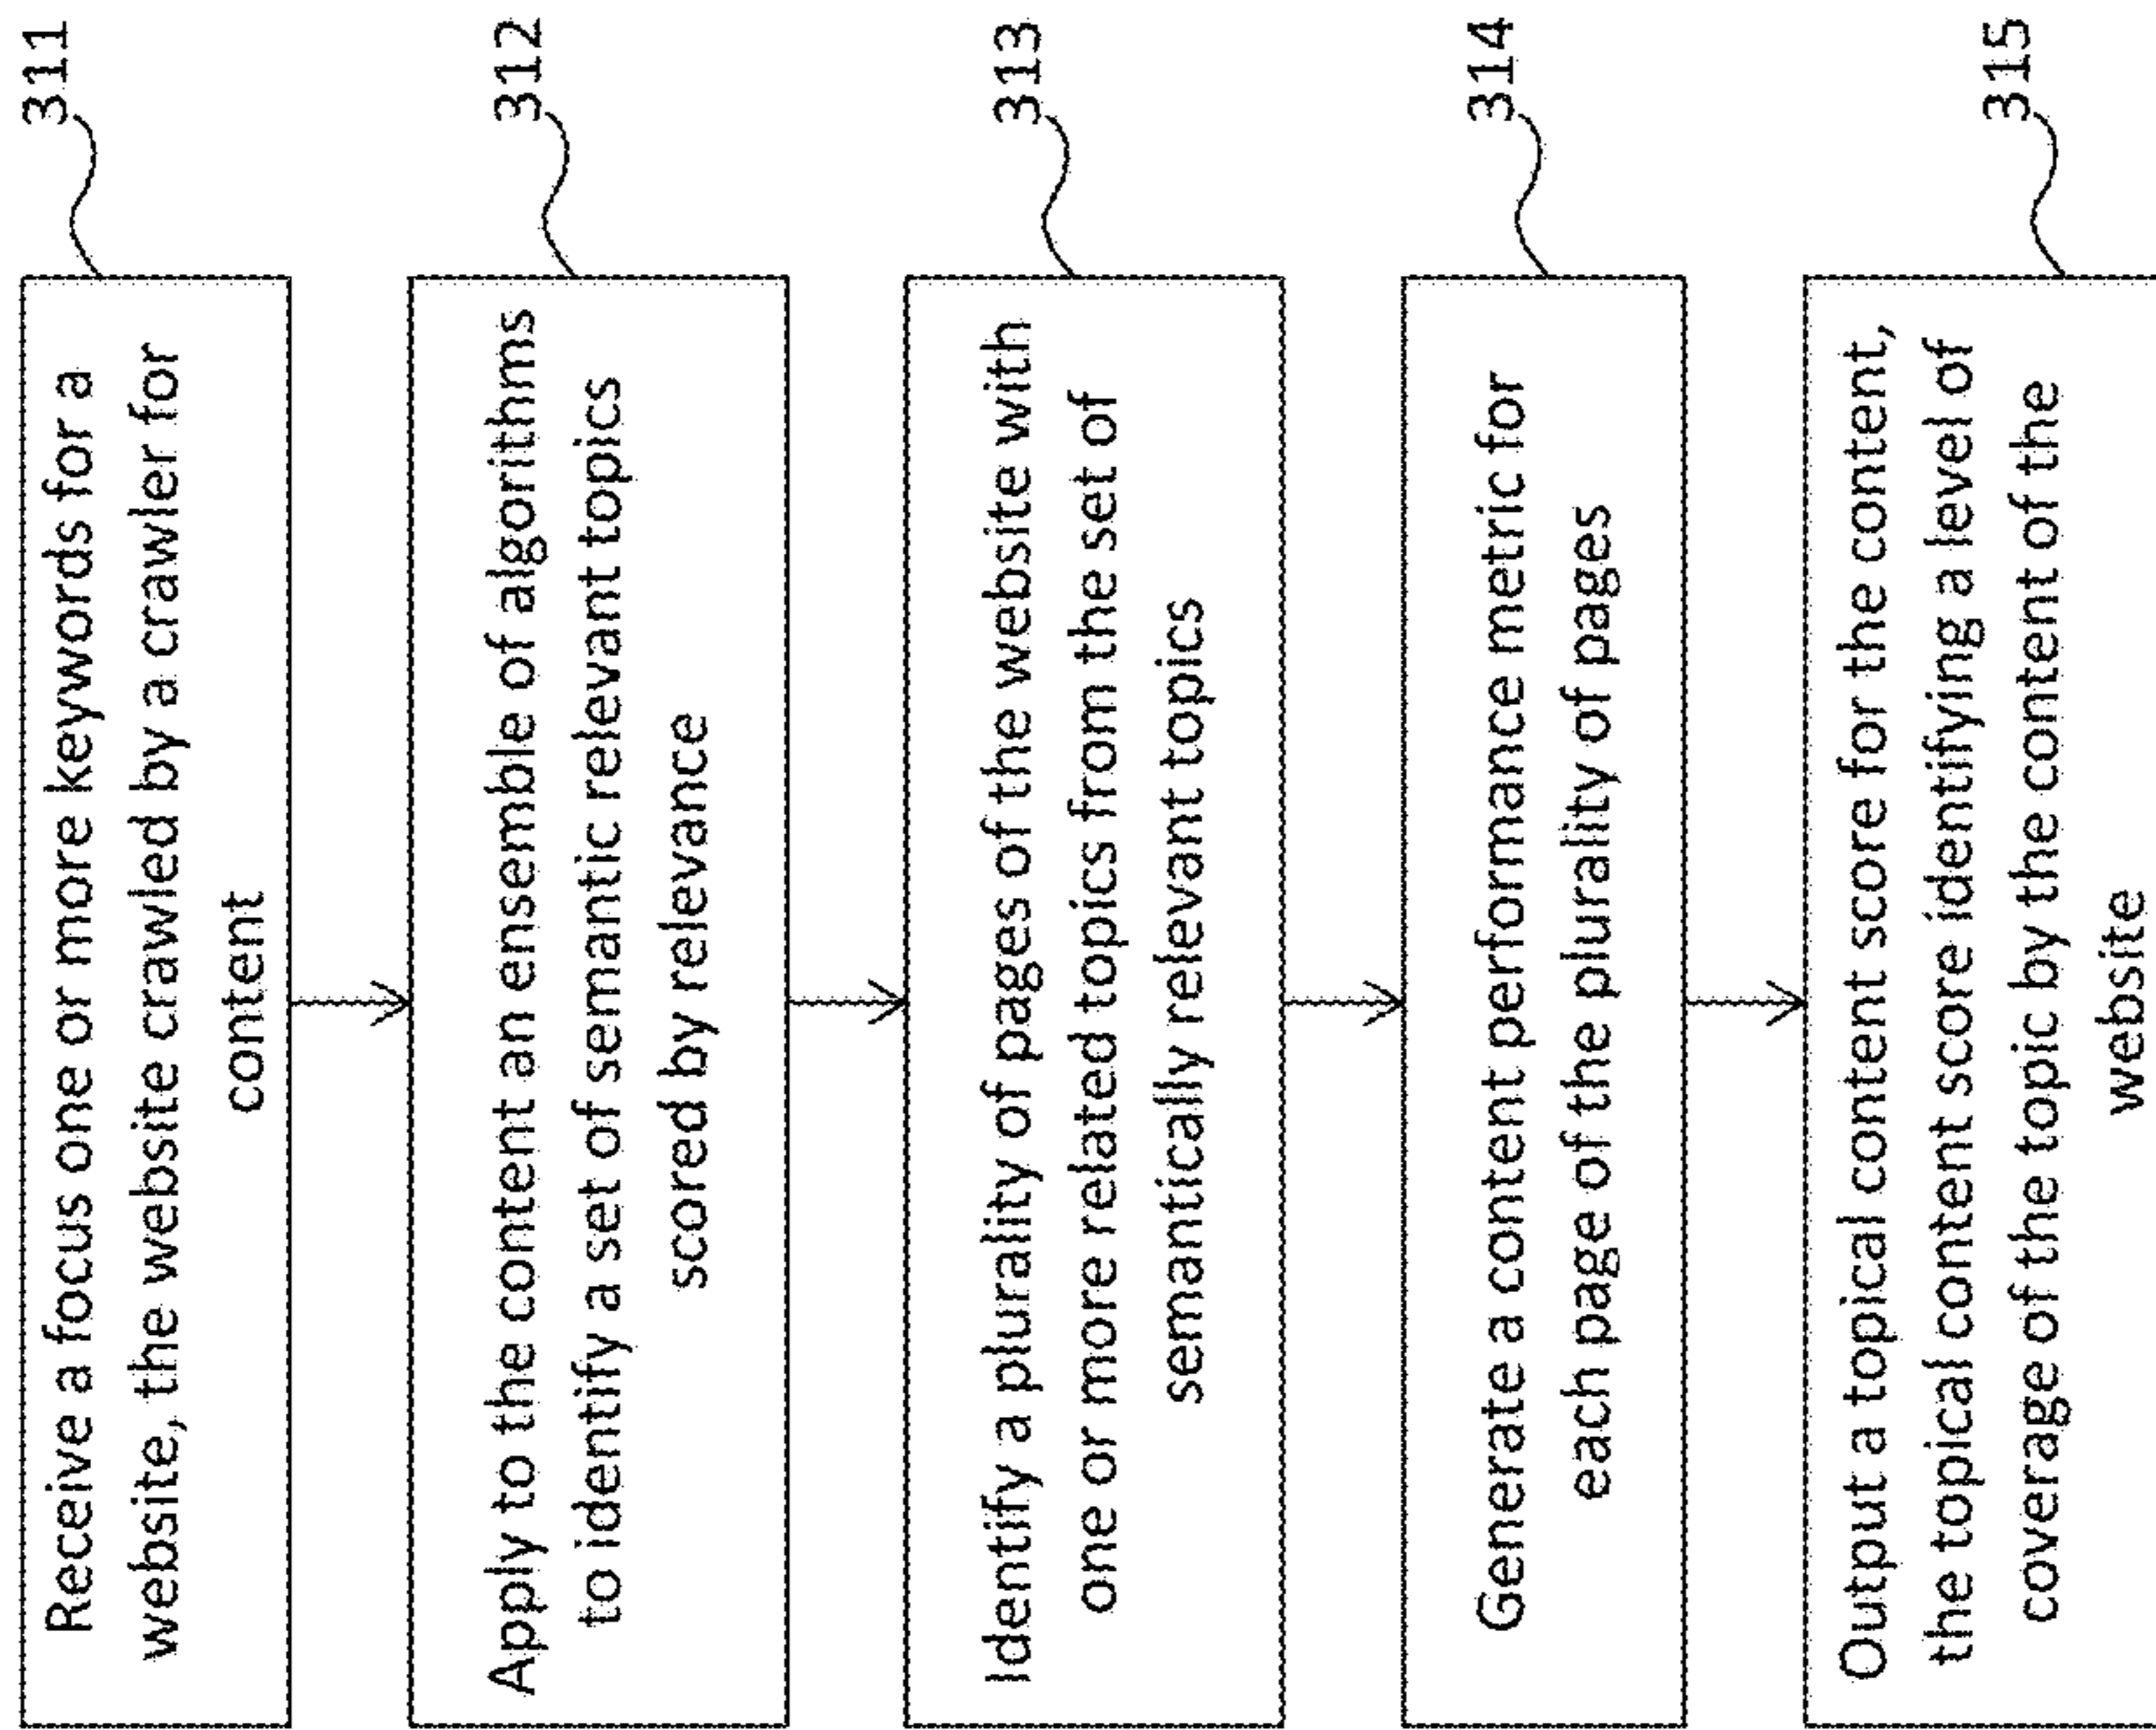 Receive a focus one or more keywords for a
website, the website crawled by a crawler for
content
311
Apply to the content an ensemble of algorithms
to identify a set of semantic relevant topics
scored by relevance
312
Identify a plurality of pages of the website with
one or more related topics from the set of
semantically relevant topics
313
Generate a content performance metric for
each page of the plurality of pages
314
Output a topical content score for the content,
the topical content score identifying a level of
coverage of the topic by the content of the
website
315